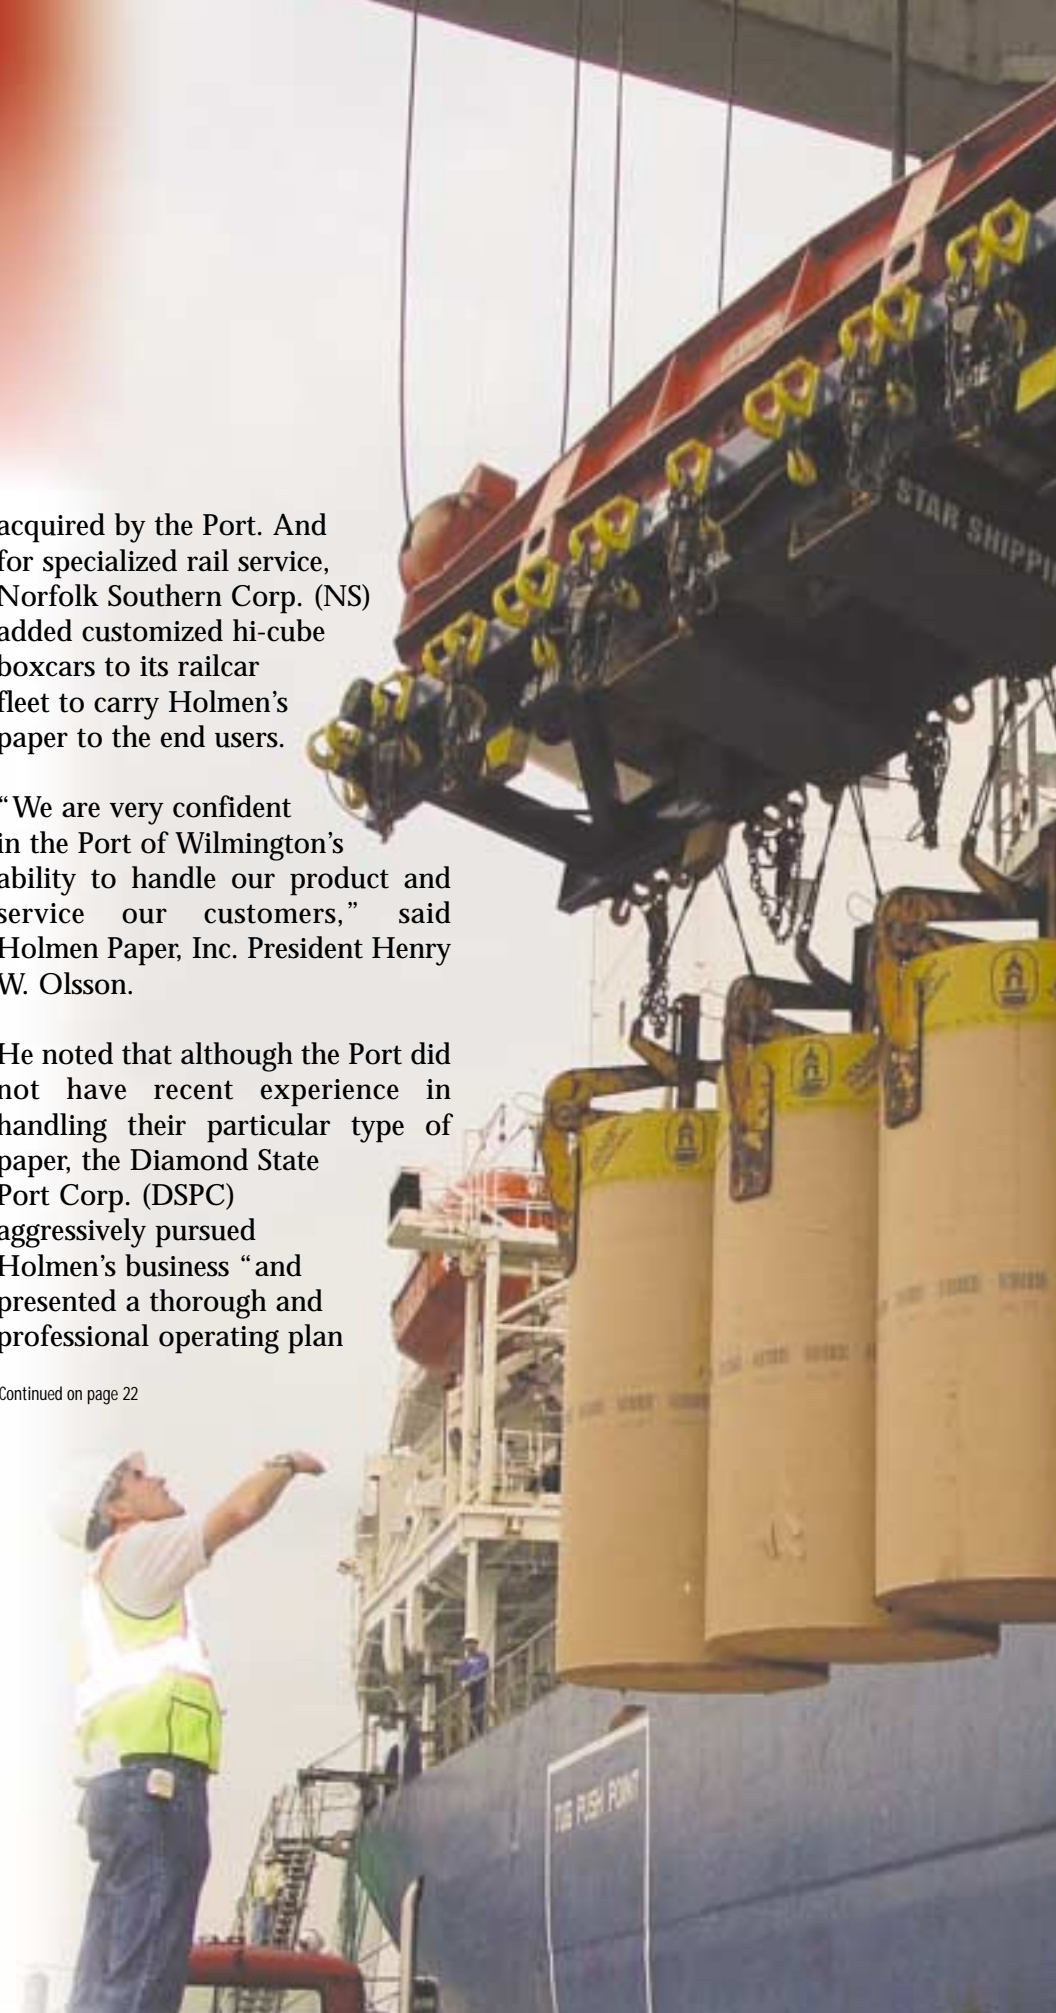 acquired by the Port. And
for specialized rail service,
Norfolk Southern Corp. (NS)
added customized hi-cube
boxcars to its railcar
fleet to carry Holmen’s
paper to the end users.
“We are very confident
in the Port of Wilmington’s
ability to handle our product and
service our customers,” said
Holmen Paper, Inc. President Henry
W. Olsson.
He noted that although the Port did
not have recent experience in
handling their particular type of
paper, the Diamond State
Port Corp. (DSPC)
aggressively pursued
Holmen’s business “and
presented a thorough and
professional operating plan
Continued on page 22
STAR SHIPPI
TUG PUSH POINT